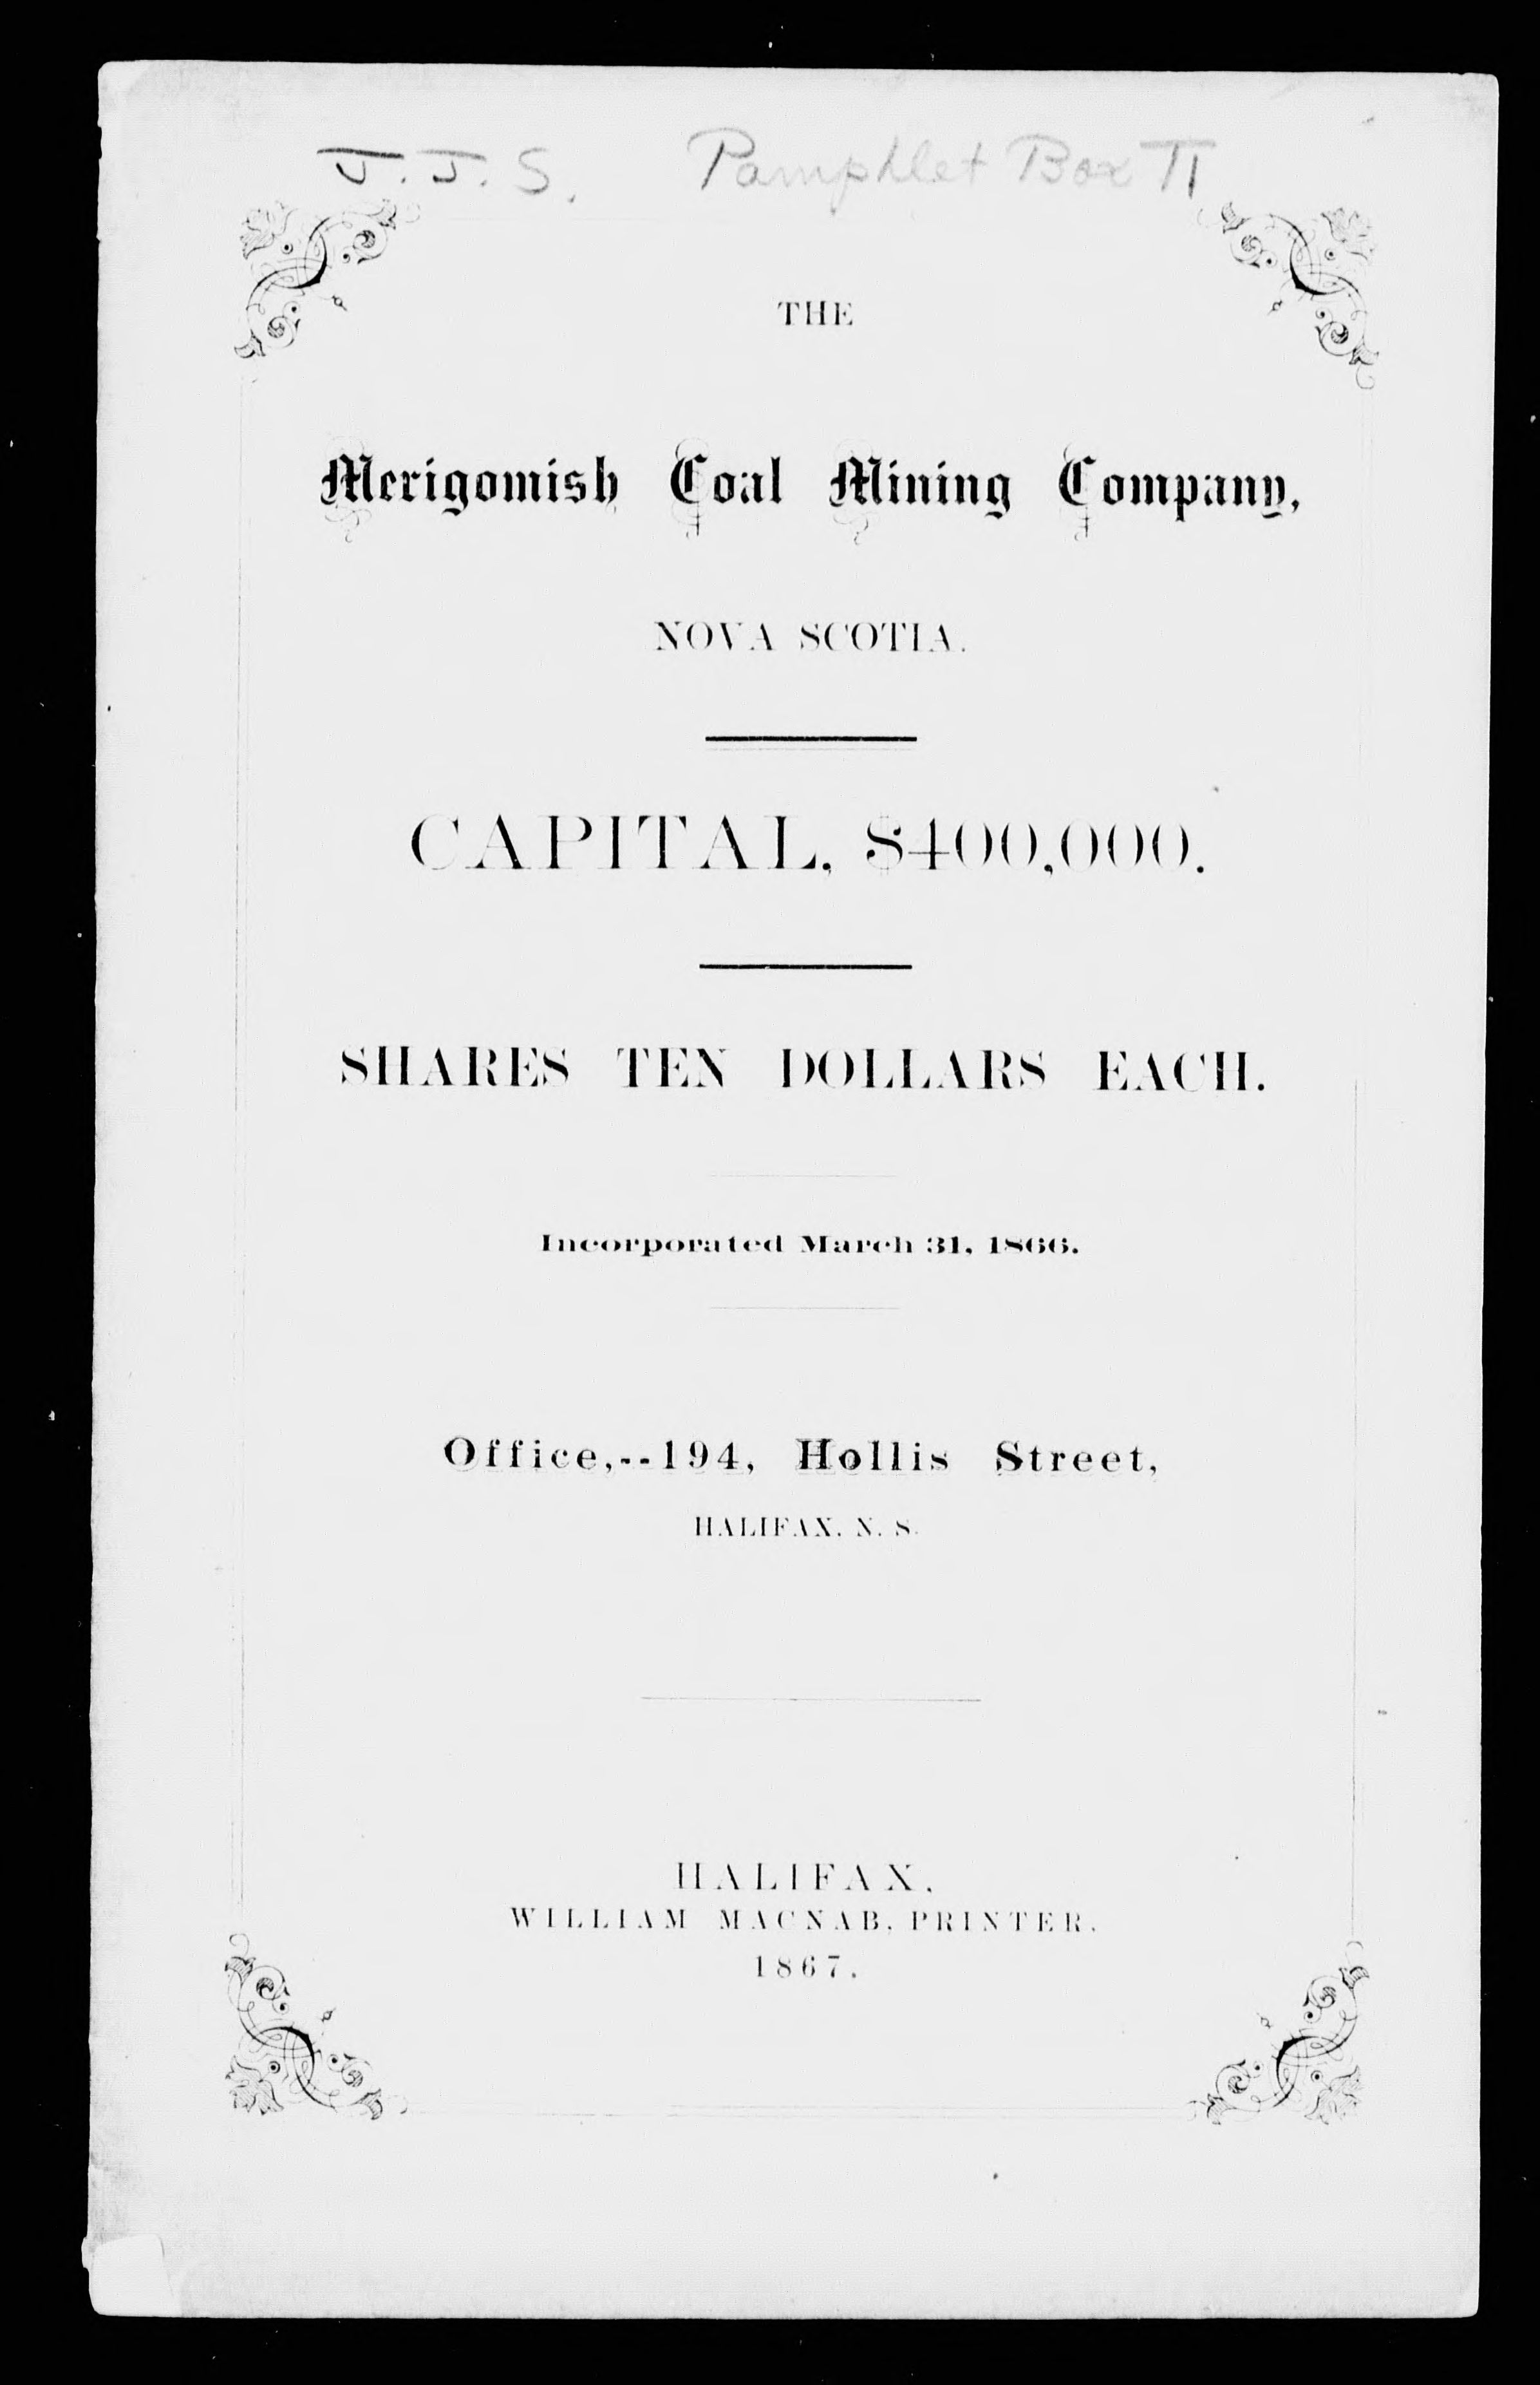 J. J. S. Pamphlet Box II
THE
Merigomish Coal Mining Company,
NOVA SCOTIA.
CAPITAL, $400,000.
SHARES TEN DOLLARS EACH.
Incorporated March 31, 1866.
Office,--194, Hollis Street,
HALIFAX, N. S.
HALIFAX,
WILLIAM MACNAB, PRINTER.
1867.